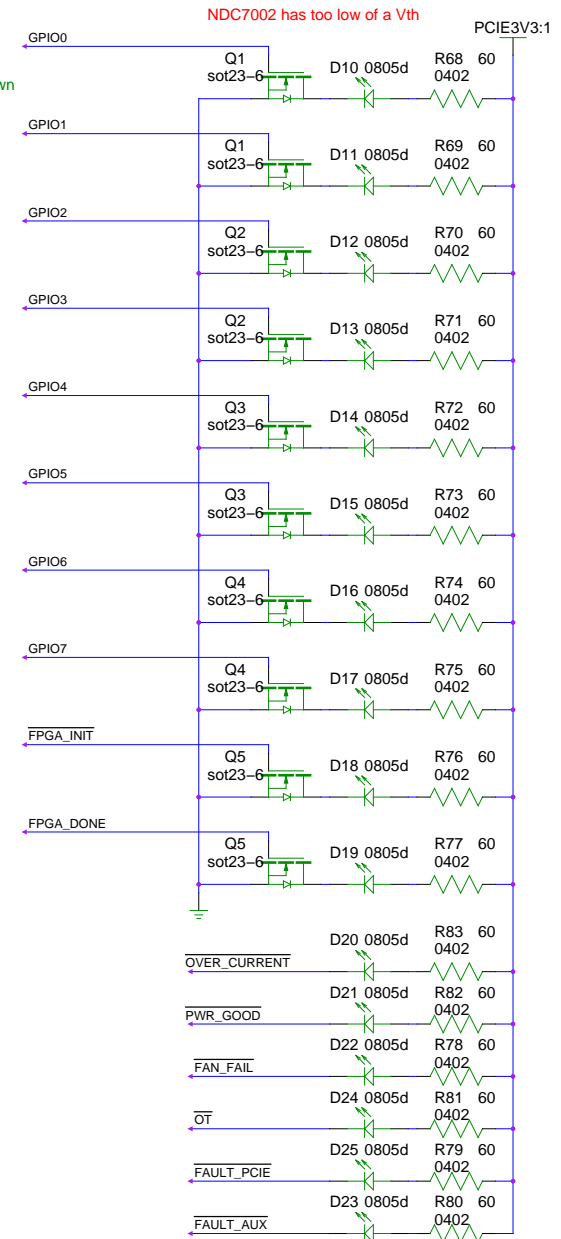 NDC7002 has too low of a Vth
PCIE3V3:1
wn
GPIO0
Q1
sot23-6
D10 0805d
R68 60
0402
GPIO1
Q1
sot23-6
D11 0805d
R69 60
0402
GPIO2
Q2
sot23-6
D12 0805d
R70 60
0402
GPIO3
Q2
sot23-6
D13 0805d
R71 60
0402
GPIO4
Q3
sot23-6
D14 0805d
R72 60
0402
GPIO5
Q3
sot23-6
D15 0805d
R73 60
0402
GPIO6
Q4
sot23-6
D16 0805d
R74 60
0402
GPIO7
Q4
sot23-6
D17 0805d
R75 60
0402
FPGA_INIT
Q5
sot23-6
D18 0805d
R76 60
0402
FPGA_DONE
Q5
sot23-6
D19 0805d
R77 60
0402
OVER_CURRENT
D20 0805d
R83 60
0402
PWR_GOOD
D21 0805d
R82 60
0402
FAN_FAIL
D22 0805d
R78 60
0402
OT
D24 0805d
R81 60
0402
FAULT_PCIE
D25 0805d
R79 60
0402
FAULT_AUX
D23 0805d
R80 60
0402